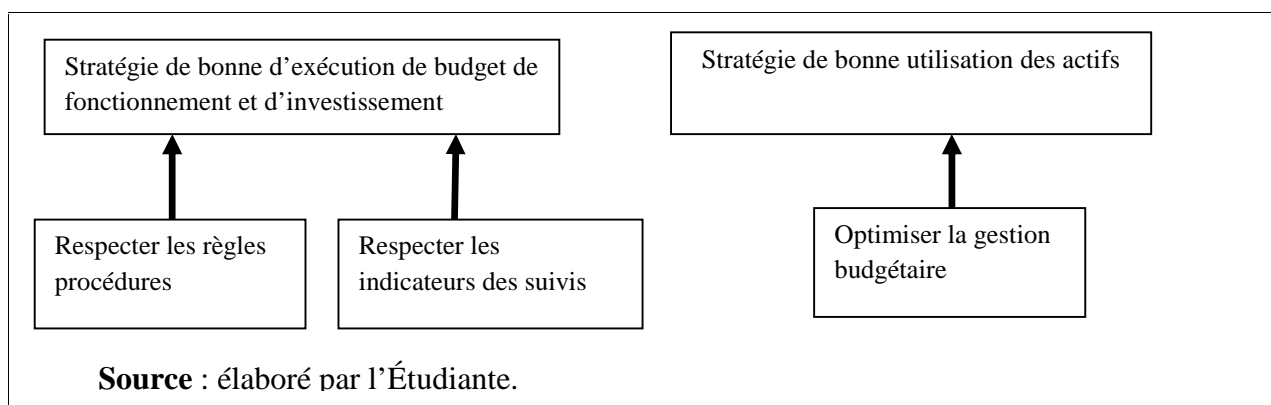 Stratégie de bonne d'exécution de budget de
fonctionnement et d'investissement
Stratégie de bonne utilisation des actifs
Respecter les règles
procédures
Respecter les
indicateurs des suivis
Optimiser la gestion
budgétaire
Source : élaboré par l'Étudiante.